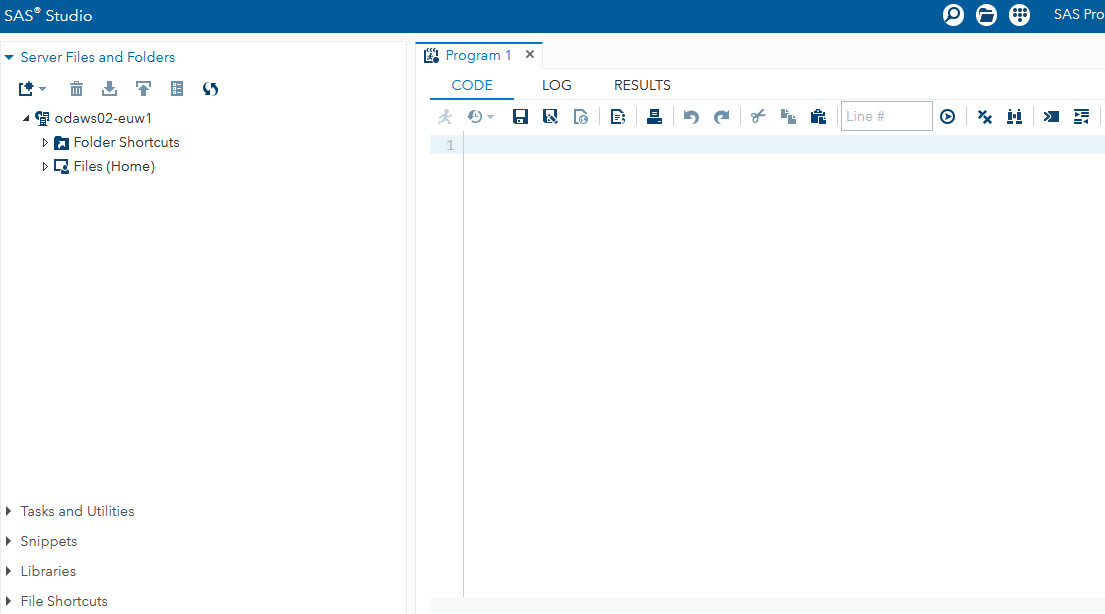 SAS® Studio
SAS Pro
Server Files and Folders
odaws02-euw1
Folder Shortcuts
Files (Home)
Tasks and Utilities
Snippets
Libraries
File Shortcuts
Program 1
CODE LOG RESULTS
Line #
1